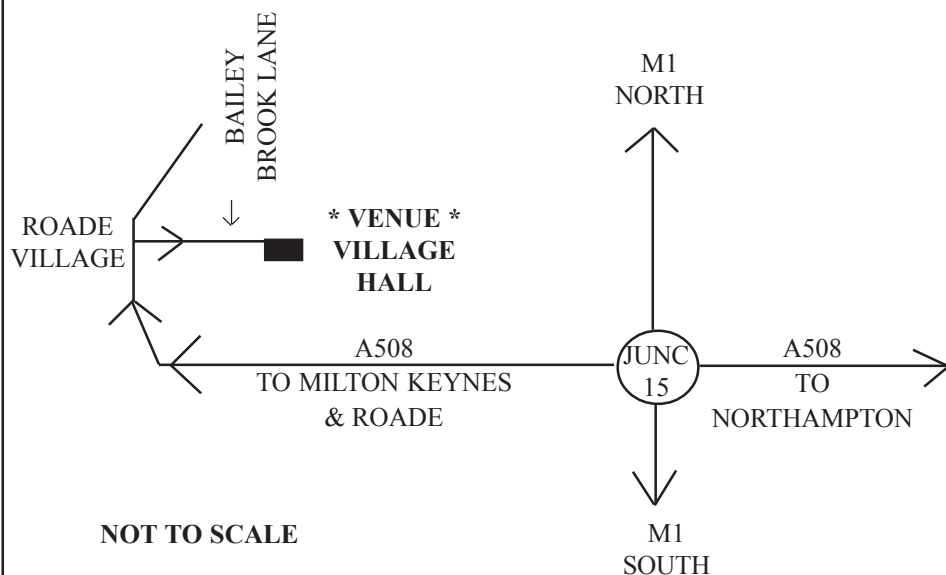 BAILEY
BROOK LANE
M1
NORTH
ROADE
VILLAGE
* VENUE *
VILLAGE
HALL
A508
TO MILTON KEYNES
& ROADE
JUNC
15
A508
TO
NORTHAMPTON
NOT TO SCALE
M1
SOUTH